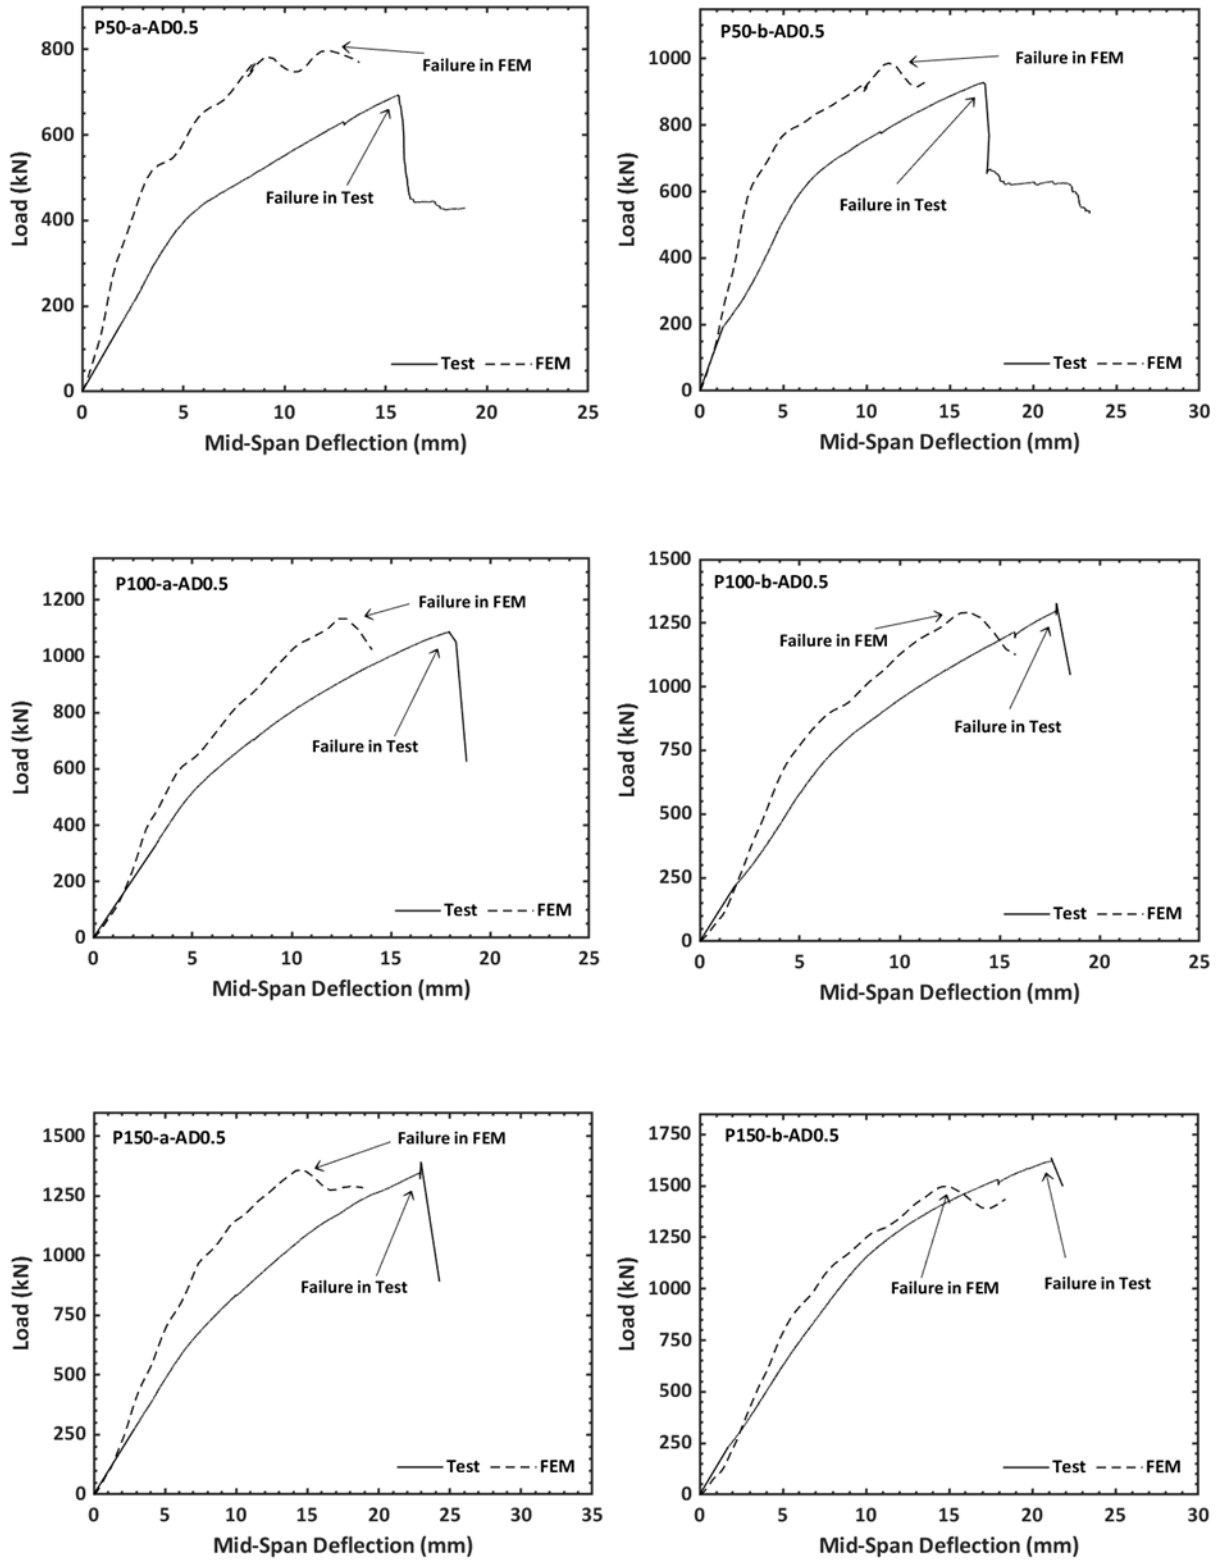 P50-a-AD0.5
800
600
400
200
0
Load (kN)
Failure in FEM
Failure in Test
Test FEM
0 5 10 15 20 25
Mid-Span Deflection (mm)
P50-b-AD0.5
1000
800
600
400
200
0
Load (kN)
Failure in FEM
Failure in Test
Test FEM
0 5 10 15 20 25 30
Mid-Span Deflection (mm)
P100-a-AD0.5
1200
1000
800
600
400
200
0
Load (kN)
Failure in FEM
Failure in Test
Test FEM
0 5 10 15 20 25
Mid-Span Deflection (mm)
P100-b-AD0.5
1500
1250
1000
750
500
250
0
Load (kN)
Failure in FEM
Failure in Test
Test FEM
0 5 10 15 20 25
Mid-Span Deflection (mm)
P150-a-AD0.5
1500
1250
1000
750
500
250
0
Load (kN)
Failure in FEM
Failure in Test
Test FEM
0 5 10 15 20 25 30 35
Mid-Span Deflection (mm)
P150-b-AD0.5
1750
1500
1250
1000
750
500
250
0
Load (kN)
Failure in FEM
Failure in Test
Test FEM
0 5 10 15 20 25 30
Mid-Span Deflection (mm)